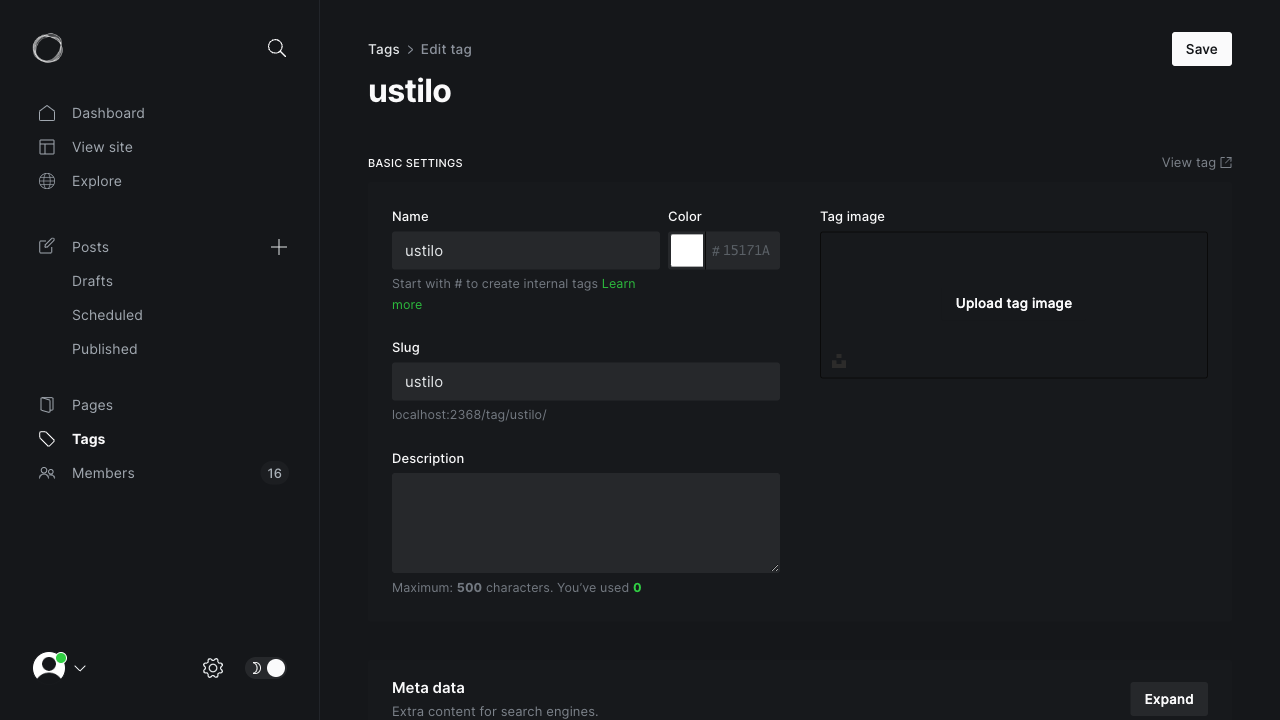 Dashboard
View site
Explore
Posts
Drafts
Scheduled
Published
Pages
Tags
Members 16
Tags > Edit tag
Save
ustilo
BASIC SETTINGS
View tag
Name
ustilo
Start with # to create internal tags Learn
more
Color
# 15171A
Slug
ustilo
localhost:2368/tag/ustilo/
Description
Maximum: 500 characters. You've used 0
Tag image
Upload tag image
Meta data
Extra content for search engines.
Expand